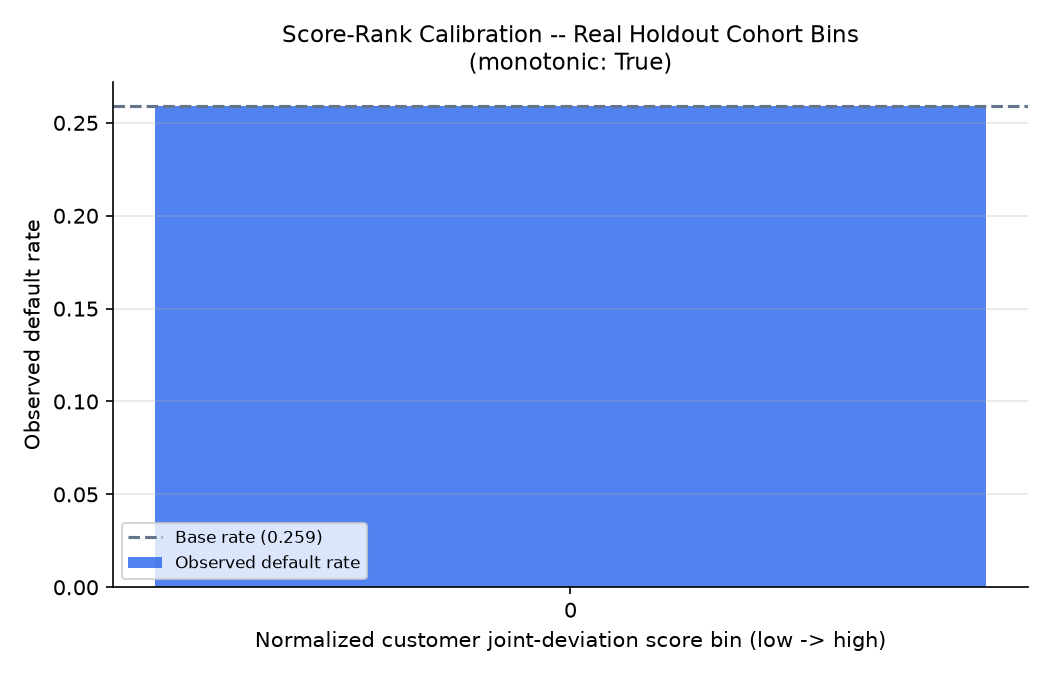 Score-Rank Calibration -- Real Holdout Cohort Bins
(monotonic: True)
Observed default rate
0.25
0.20
0.15
0.10
0.05
0.00
Base rate (0.259)
Observed default rate
0
Normalized customer joint-deviation score bin (low -> high)